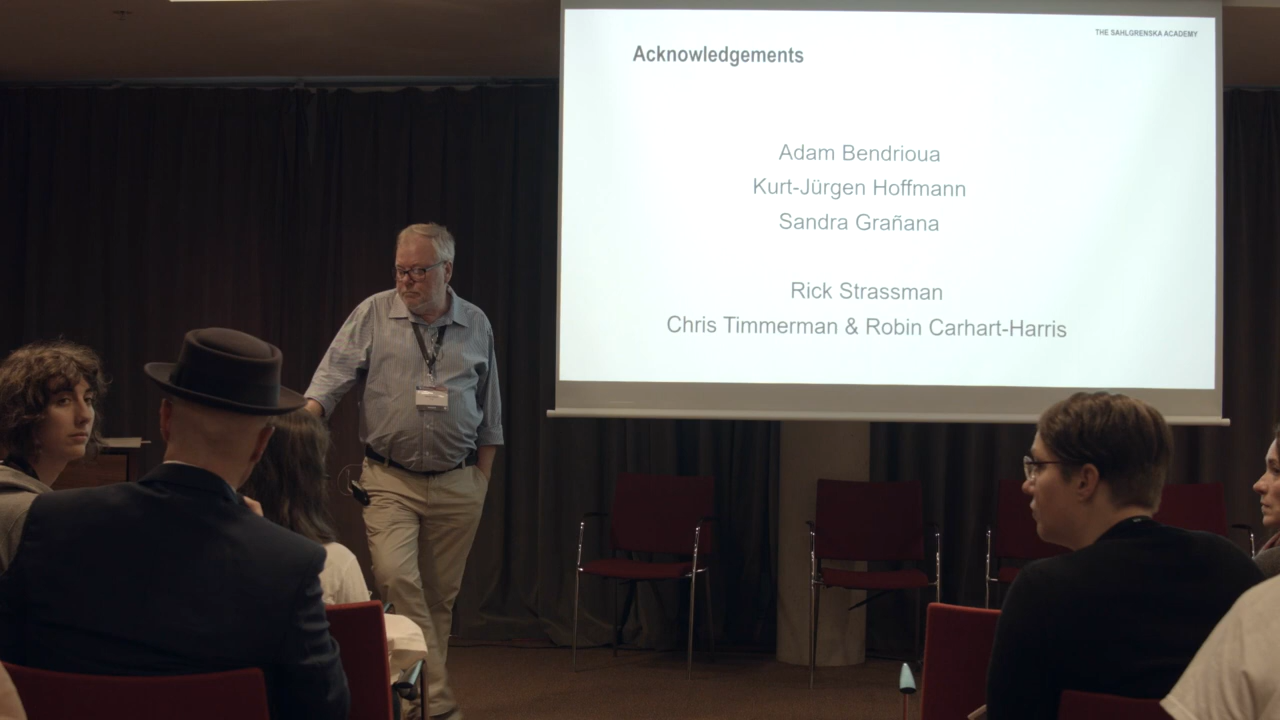 THE SAHLGRENSKA ACADEMY
Acknowledgements
Adam Bendrioua
Kurt-Jürgen Hoffmann
Sandra Grañana
Rick Strassman
Chris Timmerman & Robin Carhart-Harris